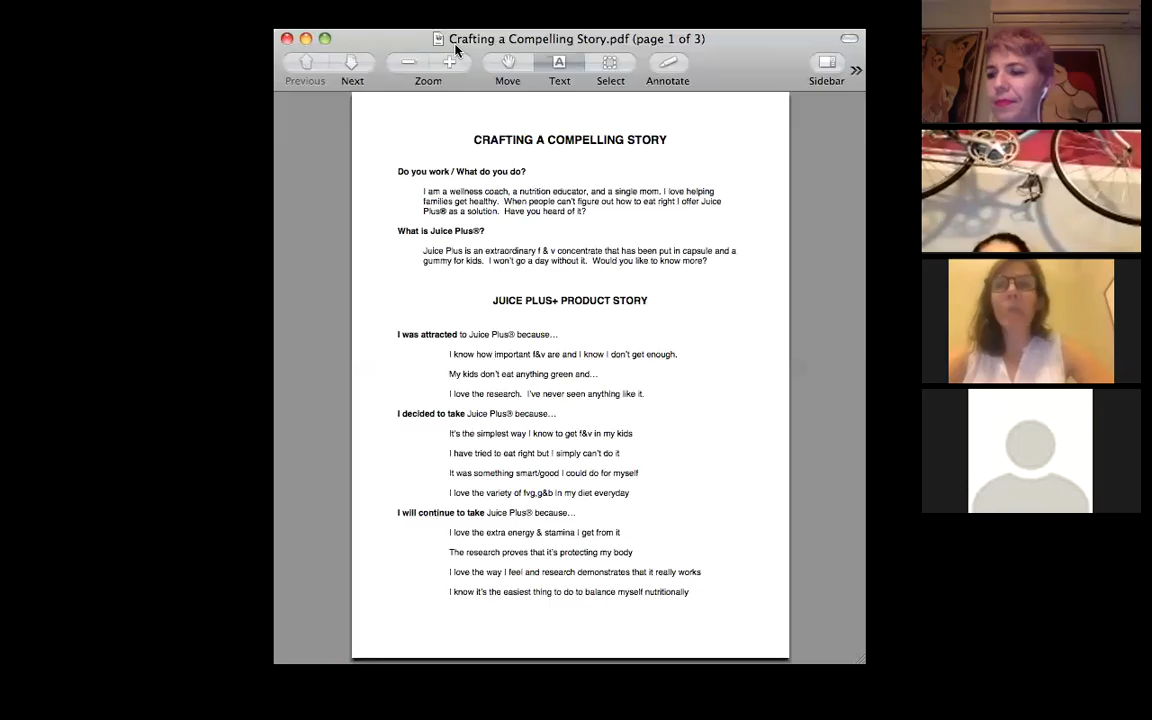 Crafting a Compelling Story.pdf (page 1 of 3)
Previous Next Zoom Move Text Select Annotate Sidebar
CRAFTING A COMPELLING STORY
Do you work / What do you do?
I am a wellness coach, a nutrition educator, and a single mom. I love helping
families get healthy. When people can't figure out how to eat right I offer Juice
Plus® as a solution. Have you heard of it?
What is Juice Plus®?
Juice Plus is an extraordinary f & v concentrate that has been put in capsule and a
gummy for kids. I won't go a day without it. Would you like to know more?
JUICE PLUS+ PRODUCT STORY
I was attracted to Juice Plus® because…
I know how important f&v are and I know I don't get enough.
My kids don't eat anything green and…
I love the research. I've never seen anything like it.
I decided to take Juice Plus® because…
It's the simplest way I know to get f&v in my kids
I have tried to eat right but I simply can't do it
It was something smart/good I could do for myself
I love the variety of fvg,g&b in my diet everyday
I will continue to take Juice Plus® because…
I love the extra energy & stamina I get from it
The research proves that it's protecting my body
I love the way I feel and research demonstrates that it really works
I know it's the easiest thing to do to balance myself nutritionally